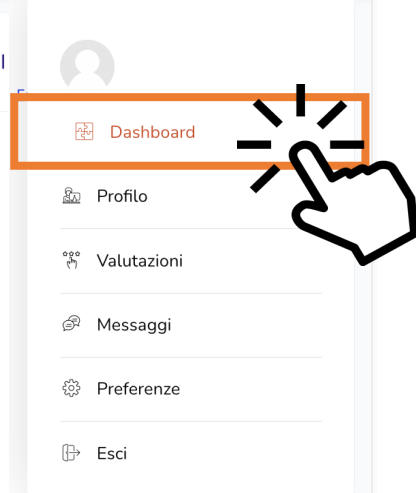 Dashboard
Profilo
Valutazioni
Messaggi
Preferenze
Esci